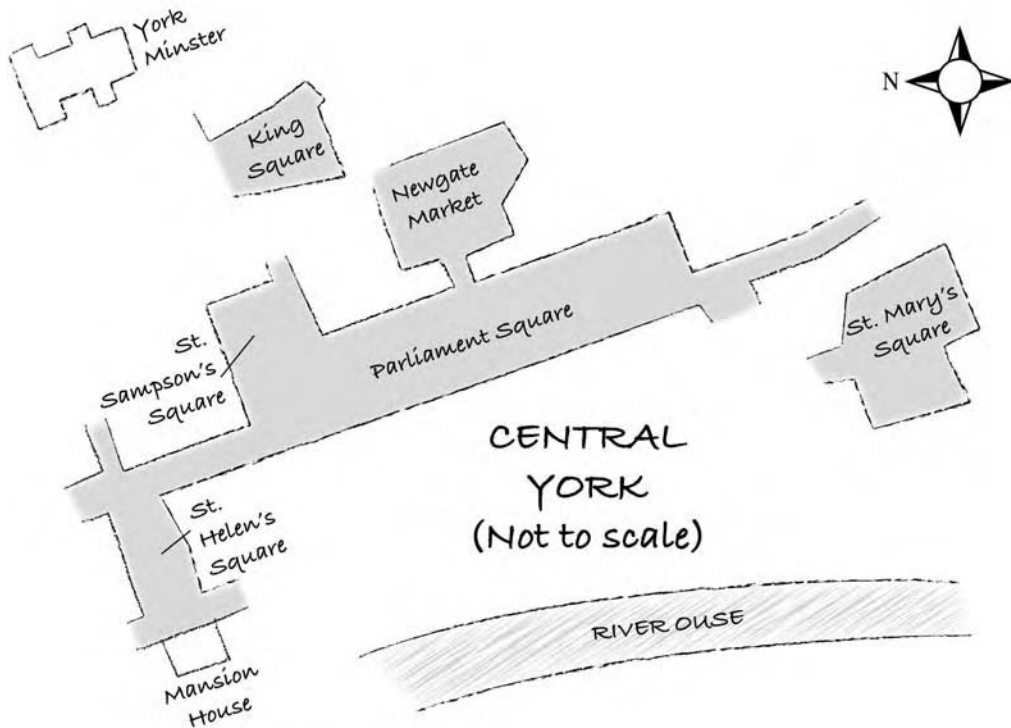 York
Minster
N
King
Square
Newgate
Market
St.
Sampson's
Square
Parliament Square
St. Mary's
Square
CENTRAL
YORK
(Not to scale)
St.
Helen's
Square
RIVER OUSE
Mansion
House